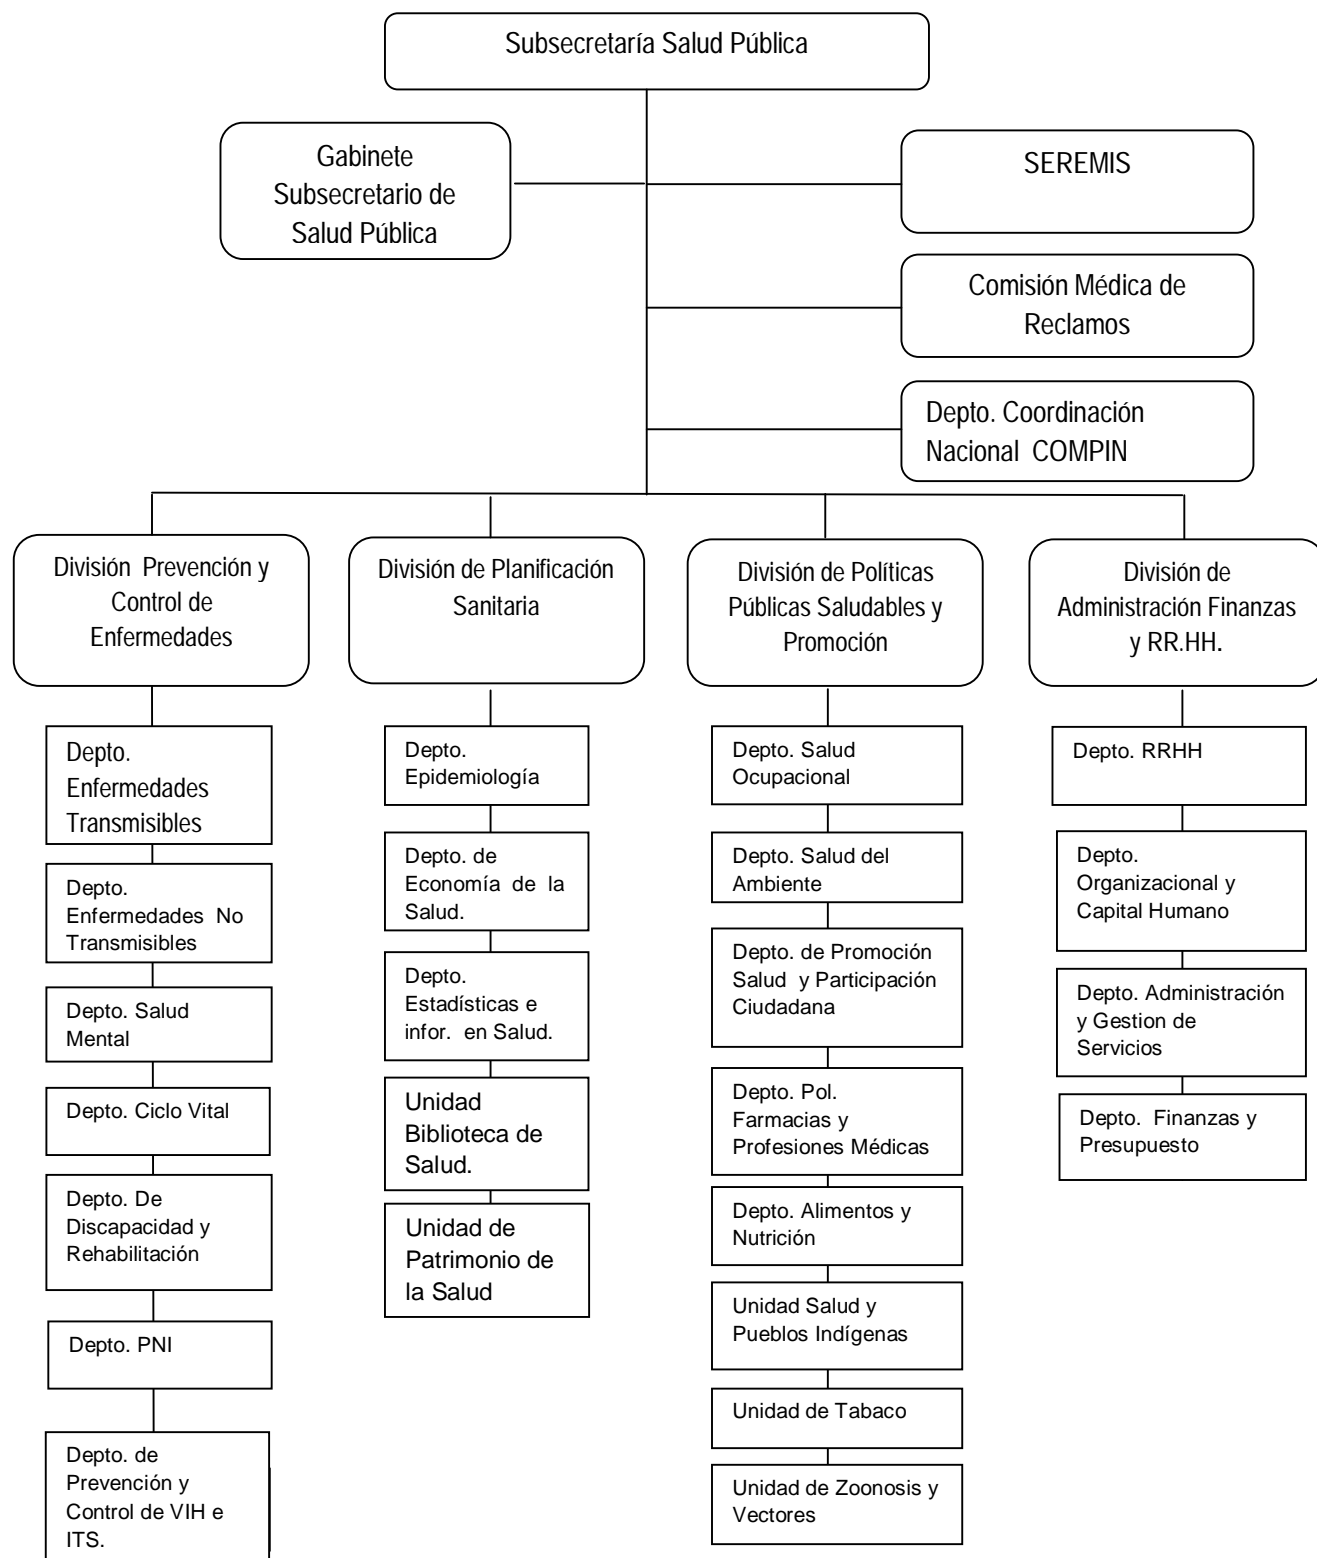 Subsecretaría Salud Pública
Gabinete
Subsecretario de
Salud Pública
SEREMIS
Comisión Médica de
Reclamos
Depto. Coordinación
Nacional COMPIN
División Prevención y
Control de
Enfermedades
Depto.
Enfermedades
Transmisibles
Depto.
Enfermedades No
Transmisibles
Depto. Salud
Mental
Depto. Ciclo Vital
Depto. De
Discapacidad y
Rehabilitación
Depto. PNI
Depto. de
Prevención y
Control de VIH e
ITS.
División de Planificación
Sanitaria
Depto.
Epidemiología
Depto. de
Economía de la
Salud.
Depto.
Estadísticas e
infor. en Salud.
Unidad
Biblioteca de
Salud.
Unidad de
Patrimonio de
la Salud
División de Políticas
Públicas Saludables y
Promoción
Depto. Salud
Ocupacional
Depto. Salud del
Ambiente
Depto. de Promoción
Salud y Participación
Ciudadana
Depto. Pol.
Farmacias y
Profesiones Médicas
Depto. Alimentos y
Nutrición
Unidad Salud y
Pueblos Indígenas
Unidad de Tabaco
Unidad de Zoonosis y
Vectores
División de
Administración Finanzas
y RR.HH.
Depto. RRHH
Depto.
Organizacional y
Capital Humano
Depto. Administración
y Gestion de
Servicios
Depto. Finanzas y
Presupuesto